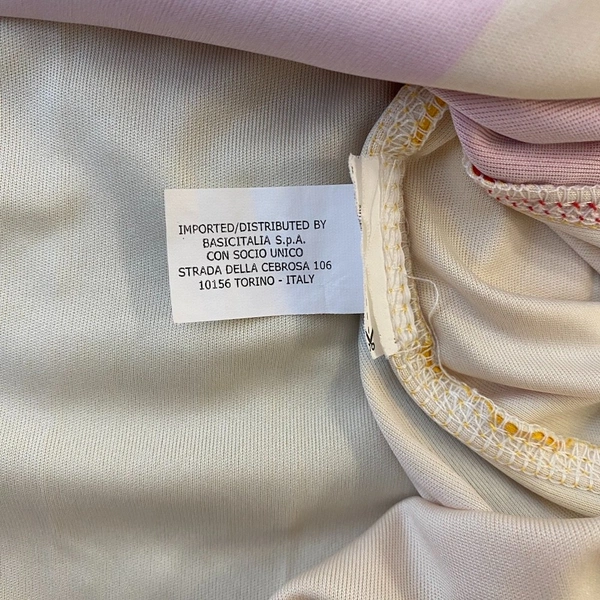 IMPORTED/DISTRIBUTED BY
BASICITALIA S.p.A.
CON SOCIO UNICO
STRADA DELLA CEBROSA 106
10156 TORINO - ITALY